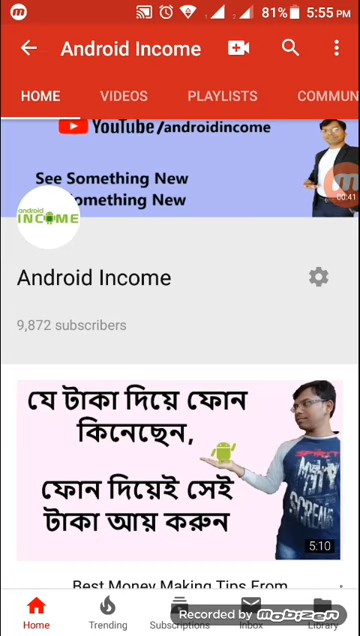 81% 5:55 PM
Android Income
HOME VIDEOS PLAYLISTS COMMUN
YouTube/androidincome
See Something New
omething New
00:41
android
INCOME
Android Income
9,872 subscribers
যে টাকা দিয়ে ফোন
কিনেছেন,
ফোন দিয়েই সেই
টাকা আয় করুন
SCREAMS
5:10
Best Money Making Tips From
Home Trending Subscriptions Inbox Library
Recorded by mobizen